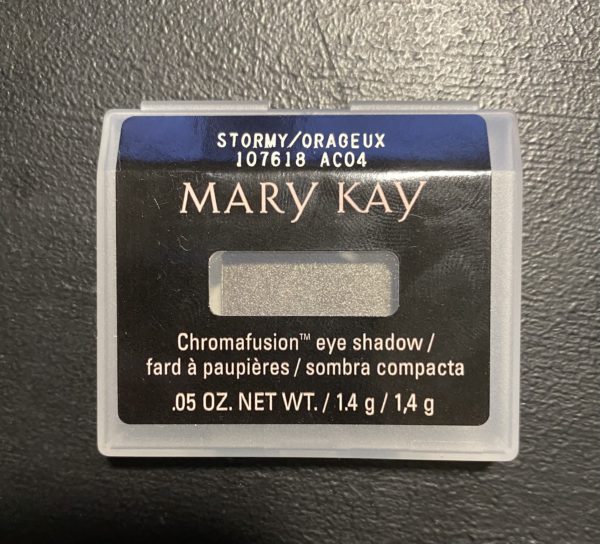 STORMY/ORAGEUX
107618 AC04
MARY KAY
Chromafusion™ eye shadow /
fard à paupières / sombra compacta
.05 OZ. NET WT. / 1.4 g / 1,4 g